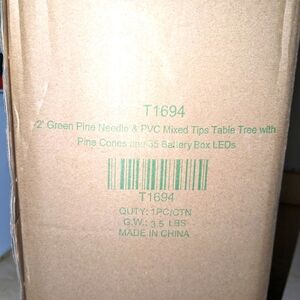 T1694
2' Green Pine Needle & PVC Mixed Tips Table Tree with
Pine Cones and 35 Battery Box LEDs
T1694
QUTY: 1PC/CTN
G.W.: 3.5 LBS
MADE IN CHINA